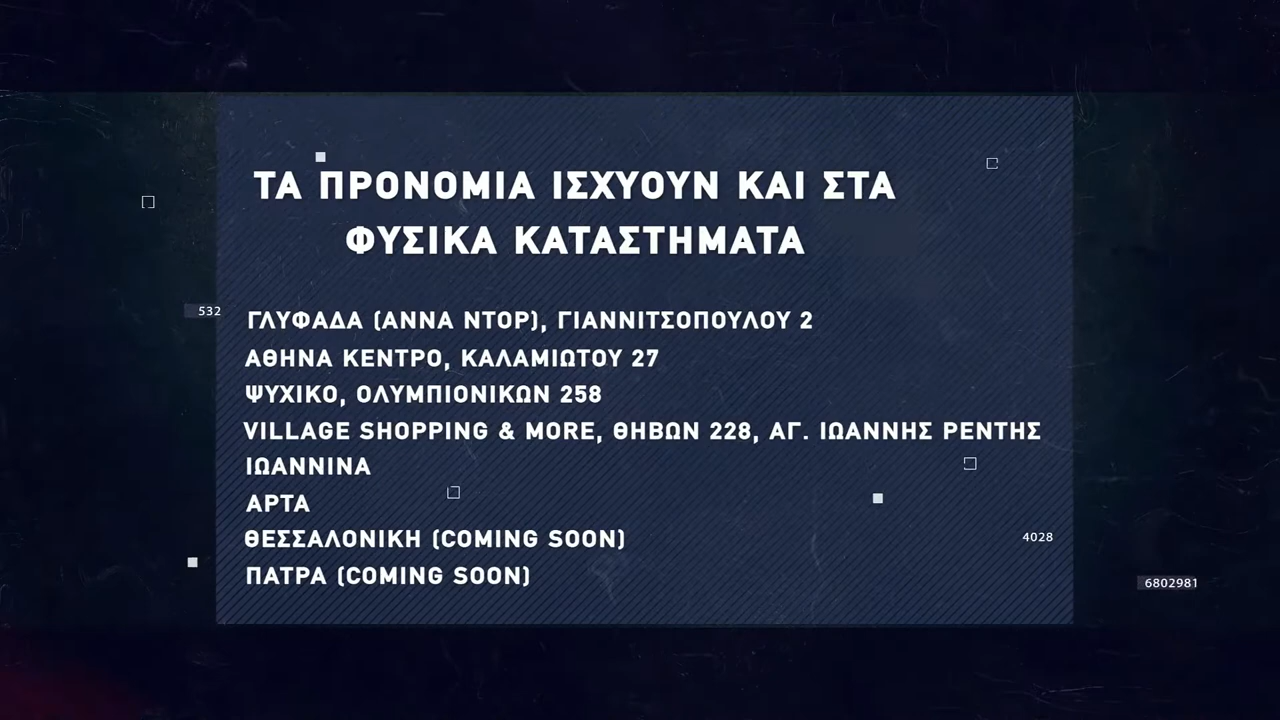 ΤΑ ΠΡΟΝΟΜΙΑ ΙΣΧΥΟΥΝ ΚΑΙ ΣΤΑ
ΦΥΣΙΚΑ ΚΑΤΑΣΤΗΜΑΤΑ
532
ΓΛΥΦΑΔΑ (ΑΝΝΑ ΝΤΟΡ), ΓΙΑΝΝΙΤΣΟΠΟΥΛΟΥ 2
ΑΘΗΝΑ ΚΕΝΤΡΟ, ΚΑΛΑΜΙΩΤΟΥ 27
ΨΥΧΙΚΟ, ΟΛΥΜΠΙΟΝΙΚΩΝ 258
VILLAGE SHOPPING & MORE, ΘΗΒΩΝ 228, ΑΓ. ΙΩΑΝΝΗΣ ΡΕΝΤΗΣ
ΙΩΑΝΝΙΝΑ
ΑΡΤΑ
ΘΕΣΣΑΛΟΝΙΚΗ (COMING SOON)
4028
ΠΑΤΡΑ (COMING SOON)
6802981